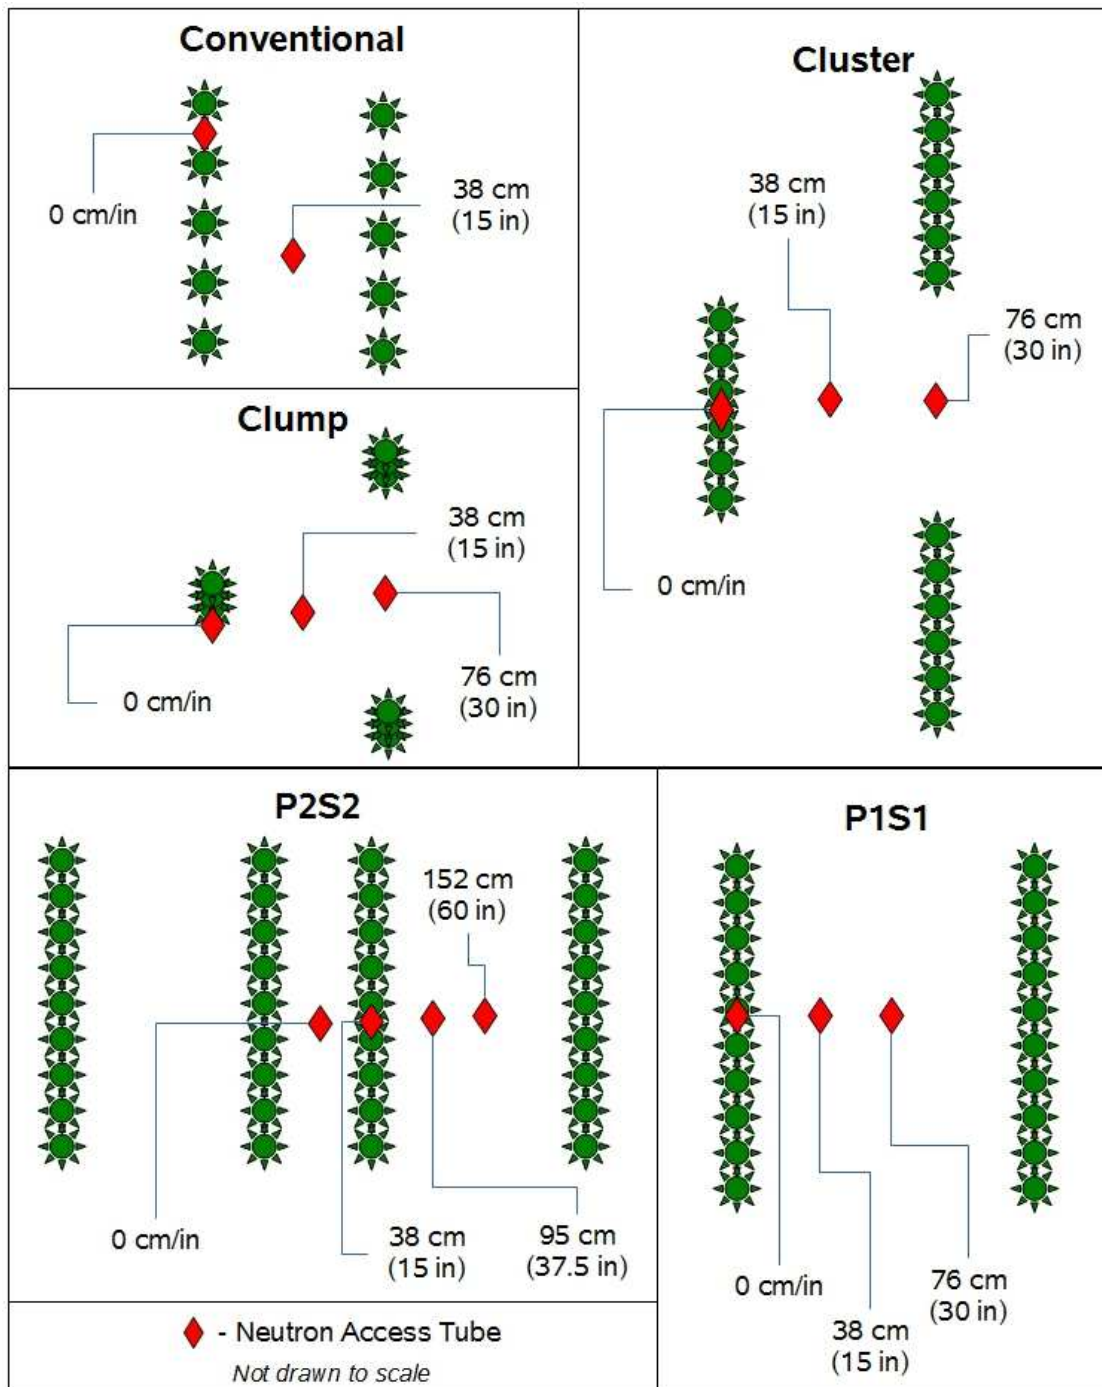 Conventional
0 cm/in
38 cm
(15 in)
Cluster
38 cm
(15 in)
76 cm
(30 in)
0 cm/in
Clump
38 cm
(15 in)
0 cm/in
76 cm
(30 in)
P2S2
152 cm
(60 in)
0 cm/in
38 cm
(15 in)
95 cm
(37.5 in)
P1S1
0 cm/in
38 cm
(15 in)
76 cm
(30 in)
- Neutron Access Tube
Not drawn to scale